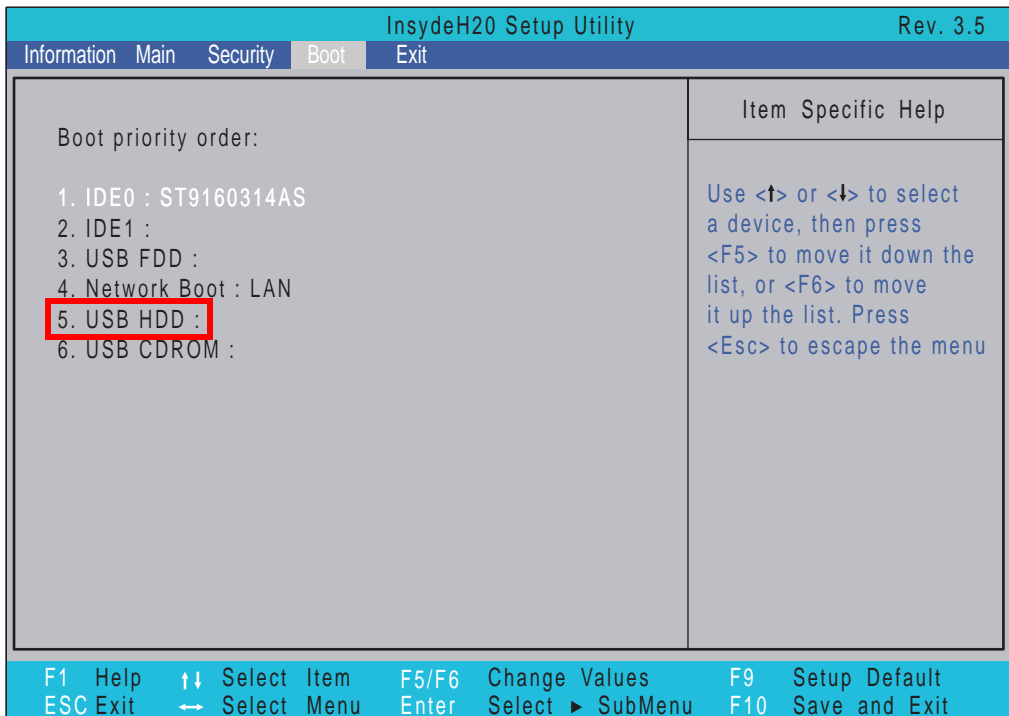 InsydeH20 Setup Utility Rev. 3.5
Information Main Security Boot Exit
Boot priority order:
1. IDE0 : ST9160314AS
2. IDE1 :
3. USB FDD :
4. Network Boot : LAN
5. USB HDD :
6. USB CDROM :
Item Specific Help
Use <↑> or <↓> to select
a device, then press
<F5> to move it down the
list, or <F6> to move
it up the list. Press
<Esc> to escape the menu
F1 Help ↑↓ Select Item F5/F6 Change Values F9 Setup Default
ESC Exit ↔ Select Menu Enter Select ► SubMenu F10 Save and Exit